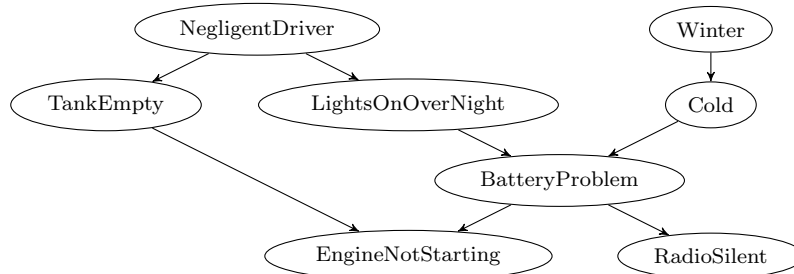 NegligentDriver
Winter
TankEmpty
LightsOnOverNight
Cold
BatteryProblem
EngineNotStarting
RadioSilent